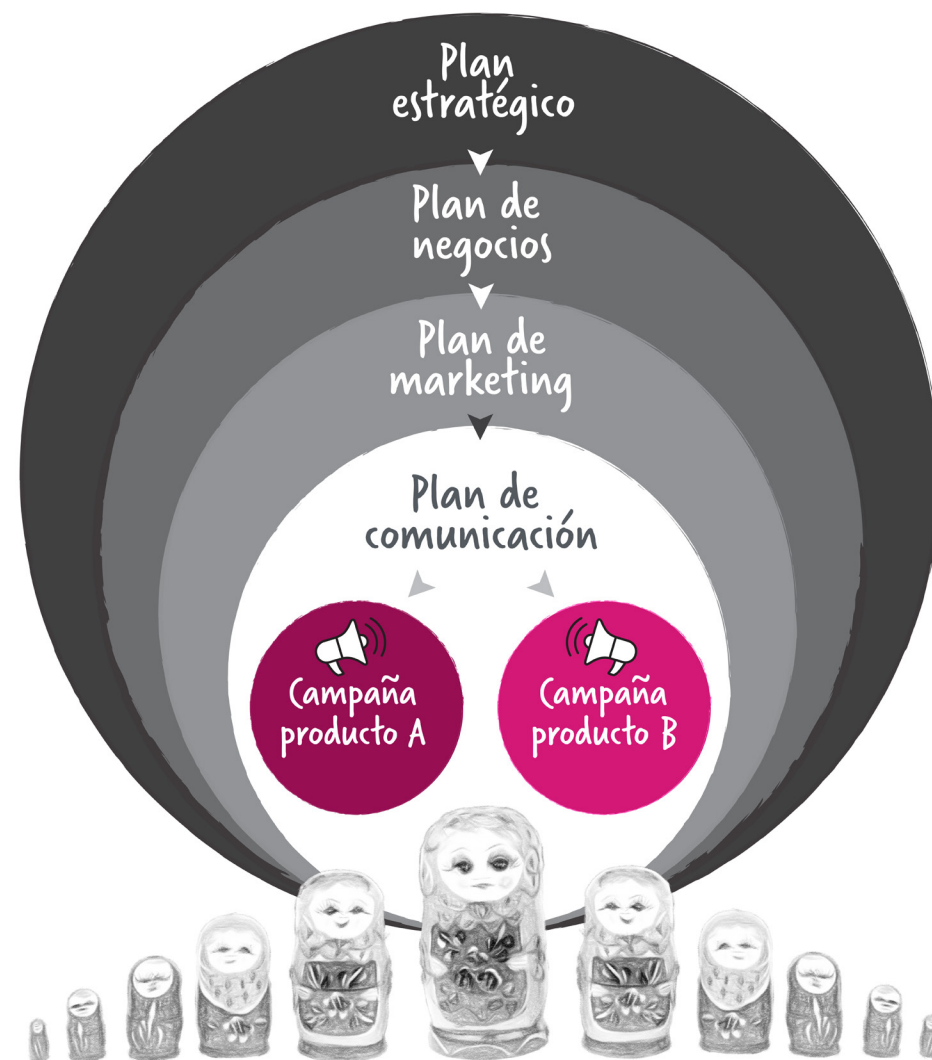 Plan
estratégico
Plan de
negocios
Plan de
marketing
Plan de
comunicación
Campaña
producto A
Campaña
producto B